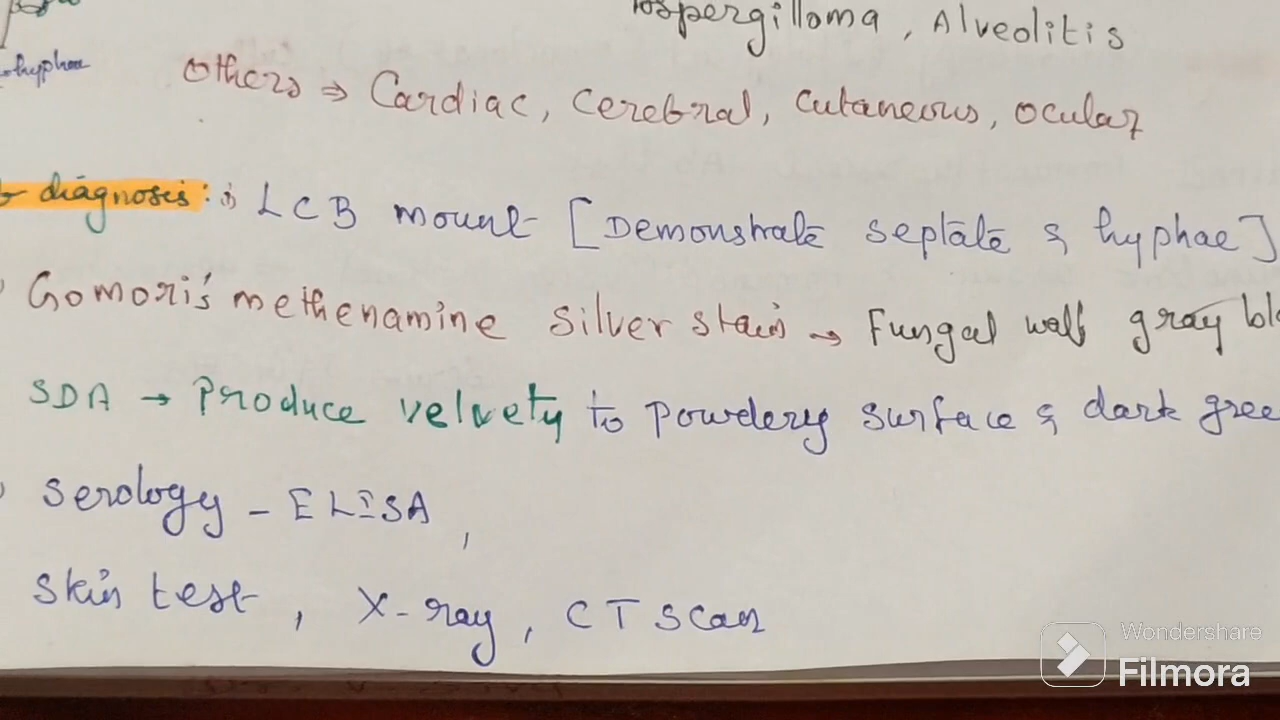 Aspergilloma, Alveolitis
hyphae
Others ⇒ Cardiac, Cerebral, Cutaneous, Ocular
diagnosis: i) LCB mount [Demonstrate septate & hyphae]
Gomori's methenamine silver stain → Fungal wall gray
SDA → Produce velvety to powdery surface & dark
Serology - ELISA,
Skin test, X-ray, CT Scan
Wondershare
Filmora